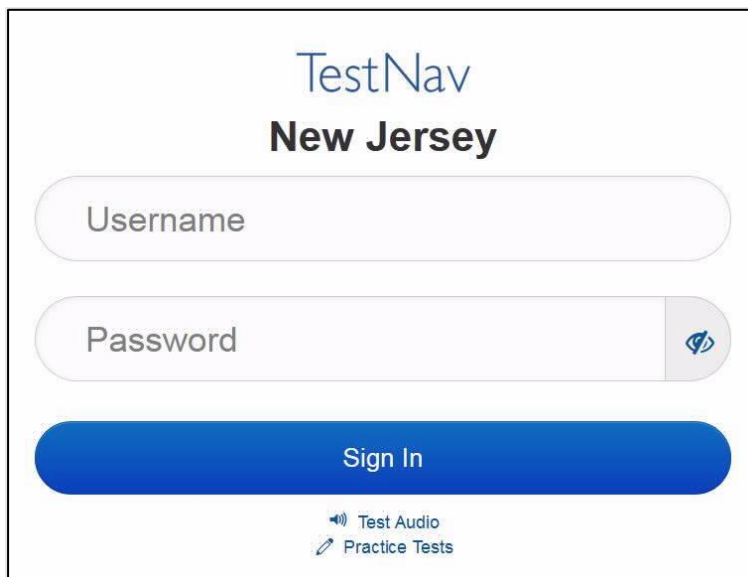 TestNav
New Jersey
Username
Password
Sign In
Test Audio
Practice Tests